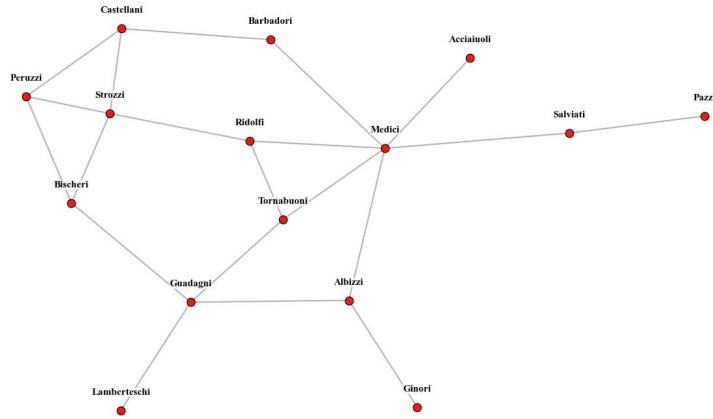 Castellani
Barbadori
Acciaiuoli
Peruzzi
Strozzi
Pazz
Salviati
Ridolfi
Medici
Bischeri
Tornabuoni
Guadagni
Albizzi
Lamberteschi
Ginori